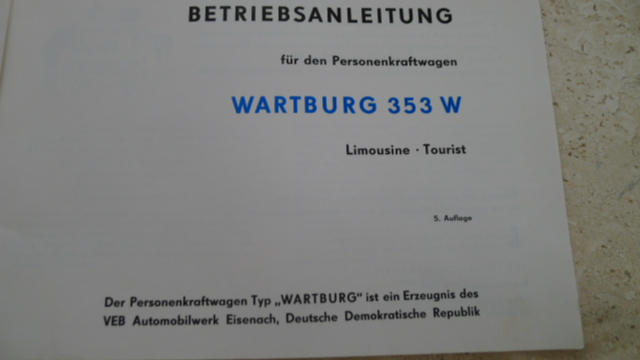 BETRIEBSANLEITUNG
für den Personenkraftwagen
WARTBURG 353 W
Limousine · Tourist
5. Auflage
Der Personenkraftwagen Typ „WARTBURG" ist ein Erzeugnis des
VEB Automobilwerk Eisenach, Deutsche Demokratische Republik